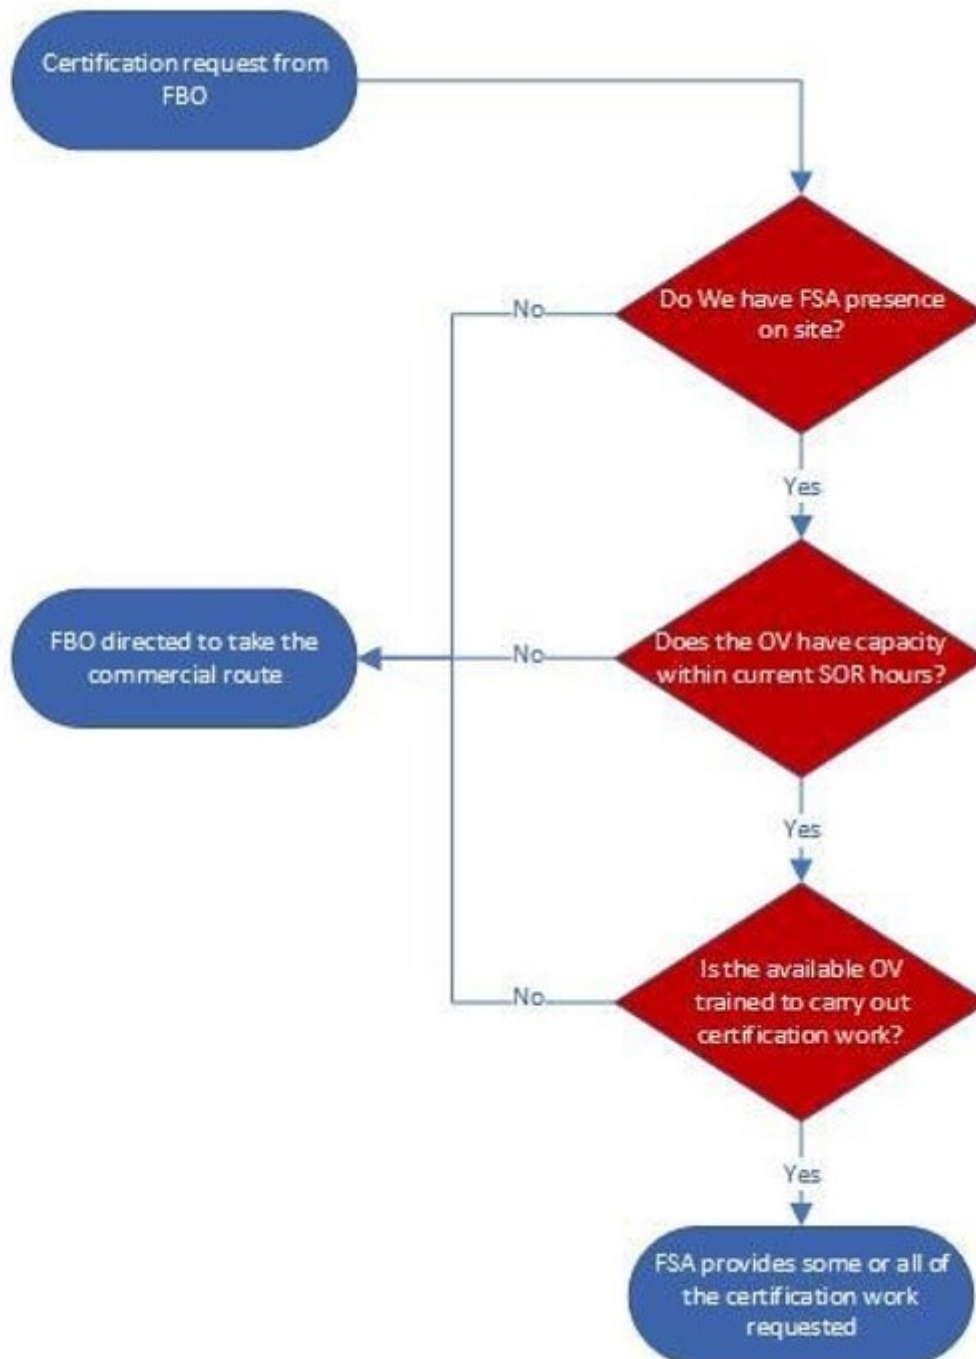 Certification request from
FBO
Do We have FSA presence
on site?
No
Yes
FBO directed to take the
commercial route
No
Does the OV have capacity
within current SOR hours?
Yes
Is the available OV
trained to carry out
certification work?
No
Yes
FSA provides some or all of
the certification work
requested